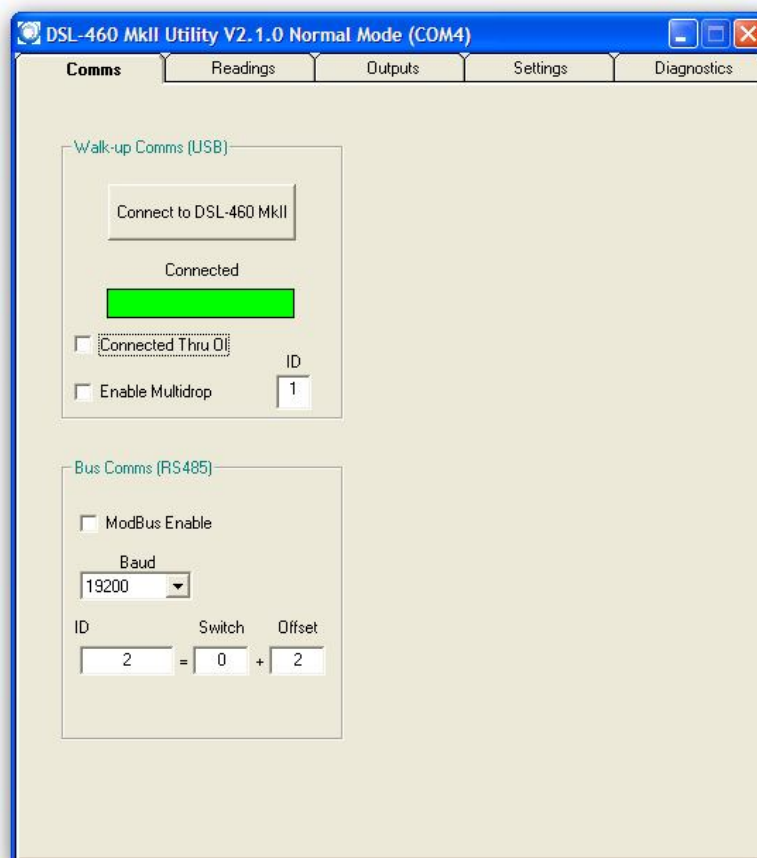 DSL-460 MkII Utility V2.1.0 Normal Mode (COM4)
Comms Readings Outputs Settings Diagnostics
Walk-up Comms (USB)
Connect to DSL-460 MkII
Connected
Connected Thru OI
ID
Enable Multidrop 1
Bus Comms (RS485)
ModBus Enable
Baud
19200
ID Switch Offset
2 = 0 + 2